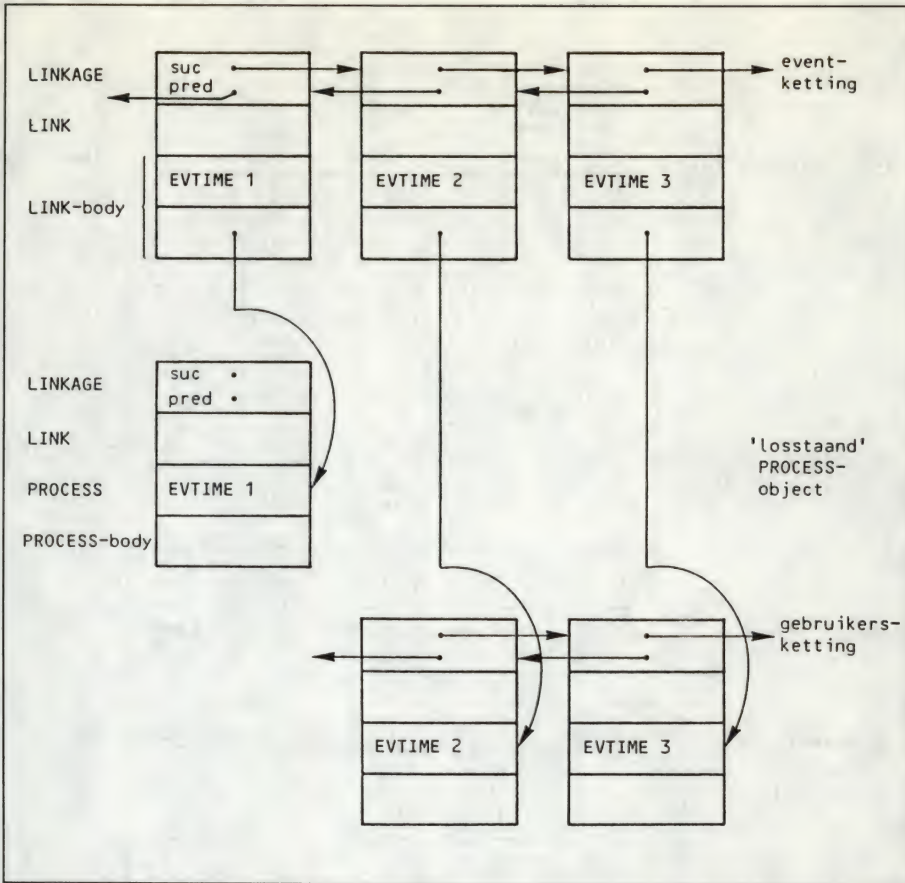 LINKAGE
suc
pred
event-
ketting
LINK
LINK-body
EVTIME 1
EVTIME 2
EVTIME 3
LINKAGE
suc
pred
LINK
'losstaand'
PROCESS-
object
PROCESS
EVTIME 1
PROCESS-body
gebruikers-
ketting
EVTIME 2
EVTIME 3